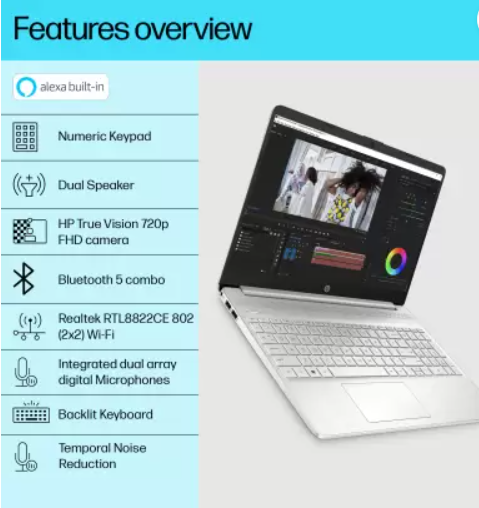 Features overview
alexa built-in
Numeric Keypad
Dual Speaker
HP True Vision 720p
FHD camera
Bluetooth 5 combo
Realtek RTL8822CE 802
(2x2) Wi-Fi
Integrated dual array
digital Microphones
Backlit Keyboard
Temporal Noise
Reduction